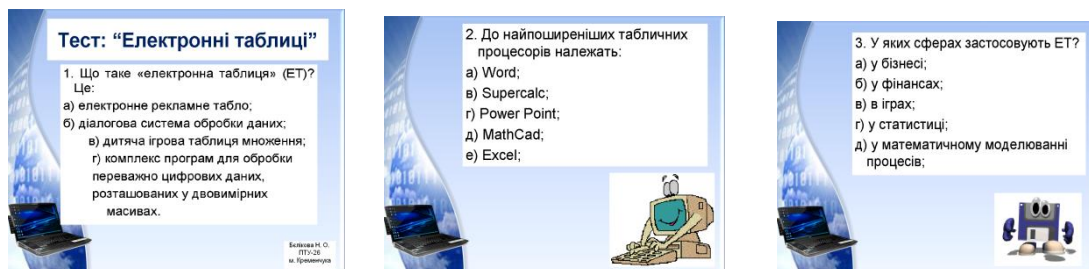 Тест: “Електронні таблиці”
1. Що таке «електронна таблиця» (ЕТ)?
Це:
а) електронне рекламне табло;
б) діалогова система обробки даних;
в) дитяча ігрова таблиця множення;
г) комплекс програм для обробки
переважно цифрових даних,
розташованих у двовимірних
масивах.
Н. О.
ПТУ-26
м. Кременчука
2. До найпоширеніших табличних
процесорів належать:
а) Word;
в) Supercalc;
г) Power Point;
д) MathCad;
е) Excel;
3. У яких сферах застосовують ЕТ?
а) у бізнесі;
б) у фінансах;
в) в іграх;
г) у статистиці;
д) у математичному моделюванні
процесів;